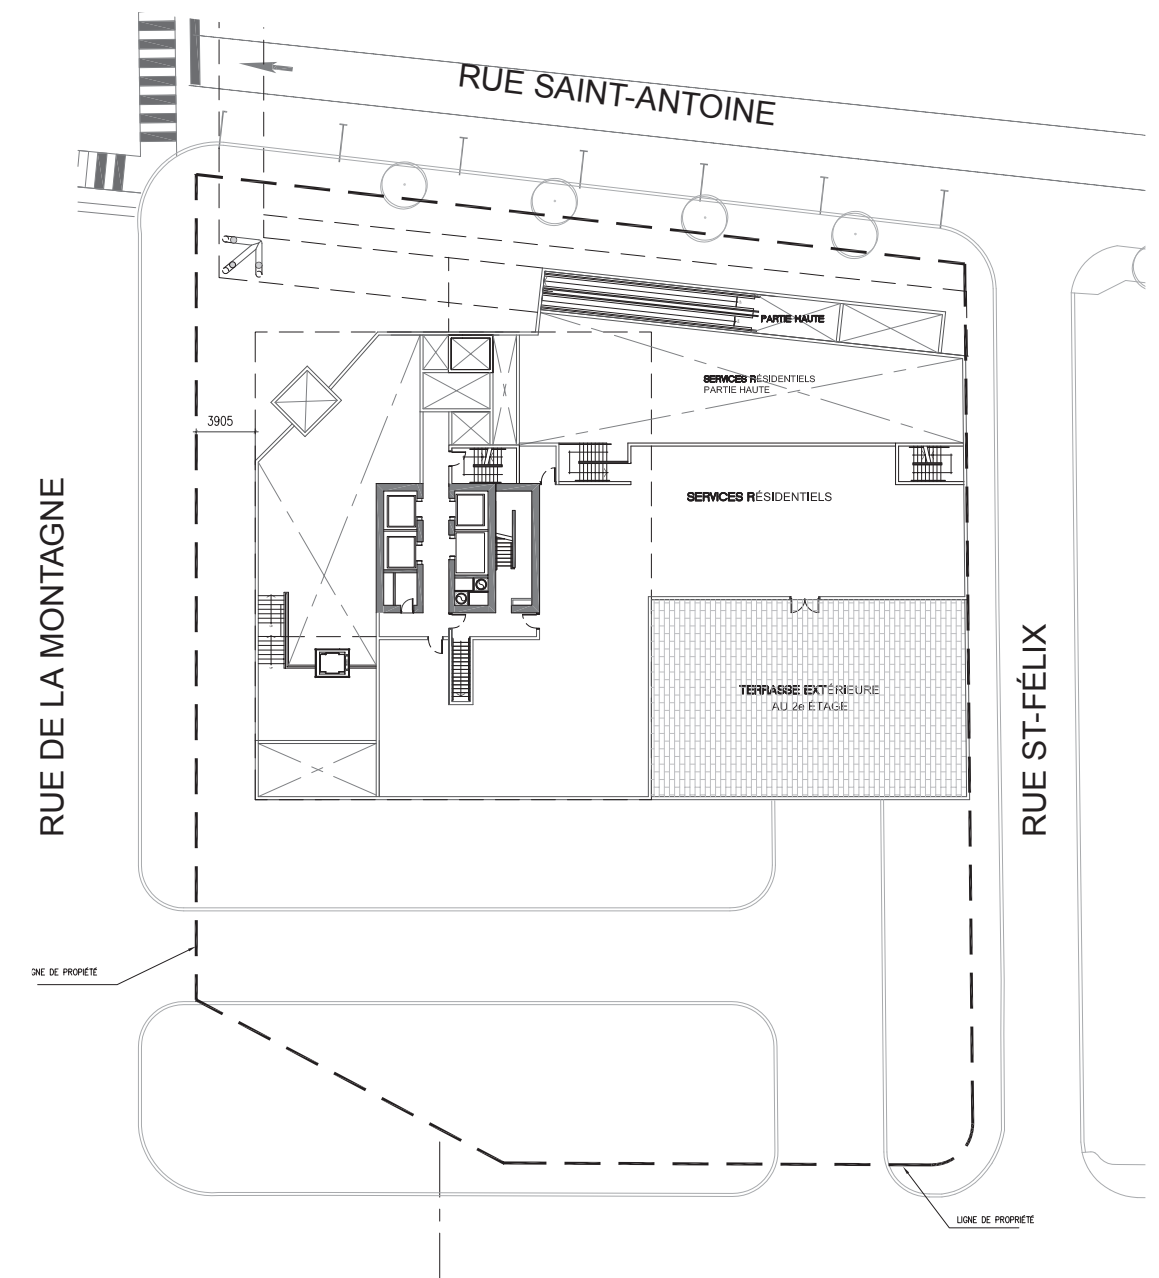 RUE SAINT-ANTOINE
PARTIE HAUTE
SERVICES RÉSIDENTIELS
PARTIE HAUTE
3905
SERVICES RÉSIDENTIELS
RUE DE LA MONTAGNE
TERRASSE EXTÉRIEURE
AU 2e ÉTAGE
RUE ST-FÉLIX
GNE DE PROPIÉTÉ
LIGNE DE PROPRIÉTÉ